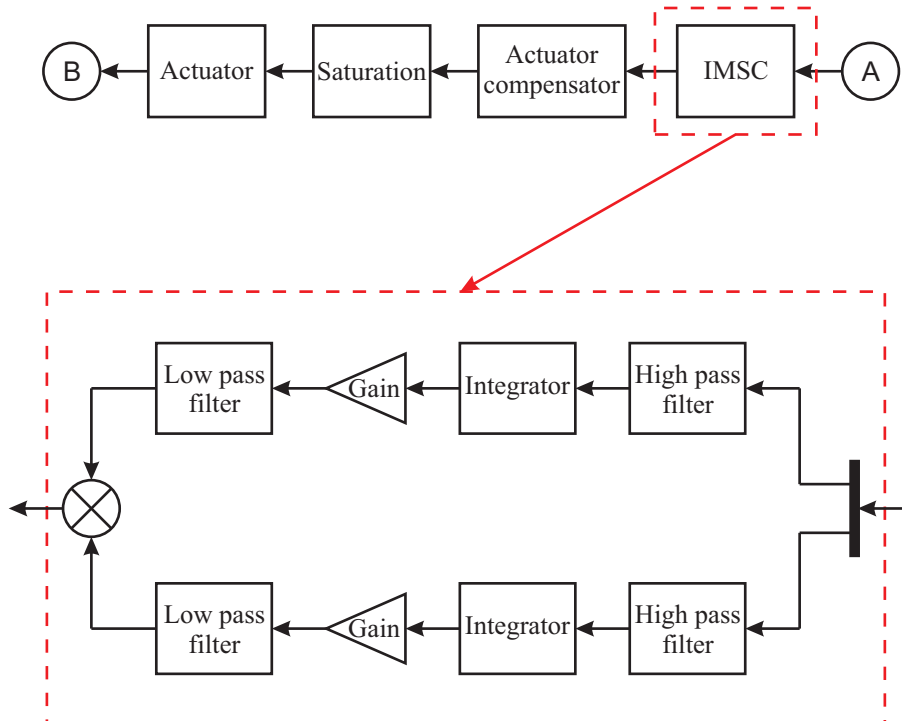 B
Actuator
Saturation
Actuator
compensator
IMSC
A
Low pass
filter
Gain
Integrator
High pass
filter
Low pass
filter
Gain
Integrator
High pass
filter